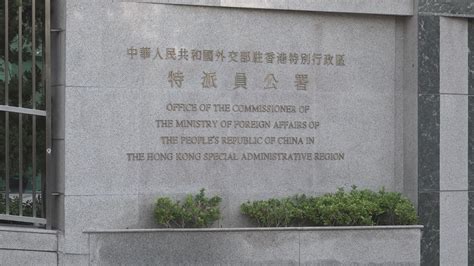 中華人民共和國外交部駐香港特別行政區
特派員公署
OFFICE OF THE COMMISSIONER OF
THE MINISTRY OF FOREIGN AFFAIRS OF
THE PEOPLE'S REPUBLIC OF CHINA IN
THE HONG KONG SPECIAL ADMINISTRATIVE REGION